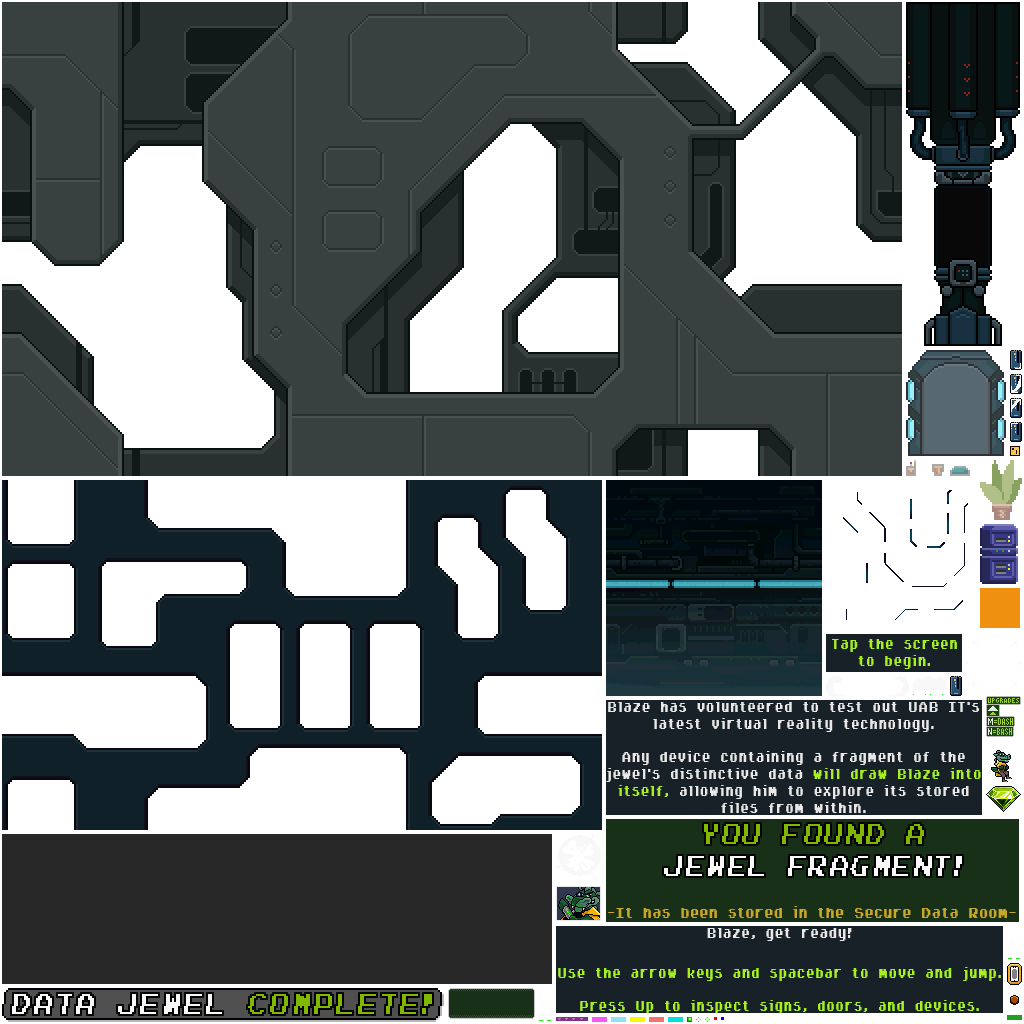 Tap the screen
to begin.
UPGRADES
M=DASH
N=BASH
Blaze has volunteered to test out UAB IT's
latest virtual reality technology.
Any device containing a fragment of the
jewel's distinctive data will draw Blaze into
itself, allowing him to explore its stored
files from within.
YOU FOUND A
JEWEL FRAGMENT!
-It has been stored in the Secure Data Room-
Blaze, get ready!
Use the arrow keys and spacebar to move and jump.
Press Up to inspect signs, doors, and devices.
DATA JEWEL COMPLETE!